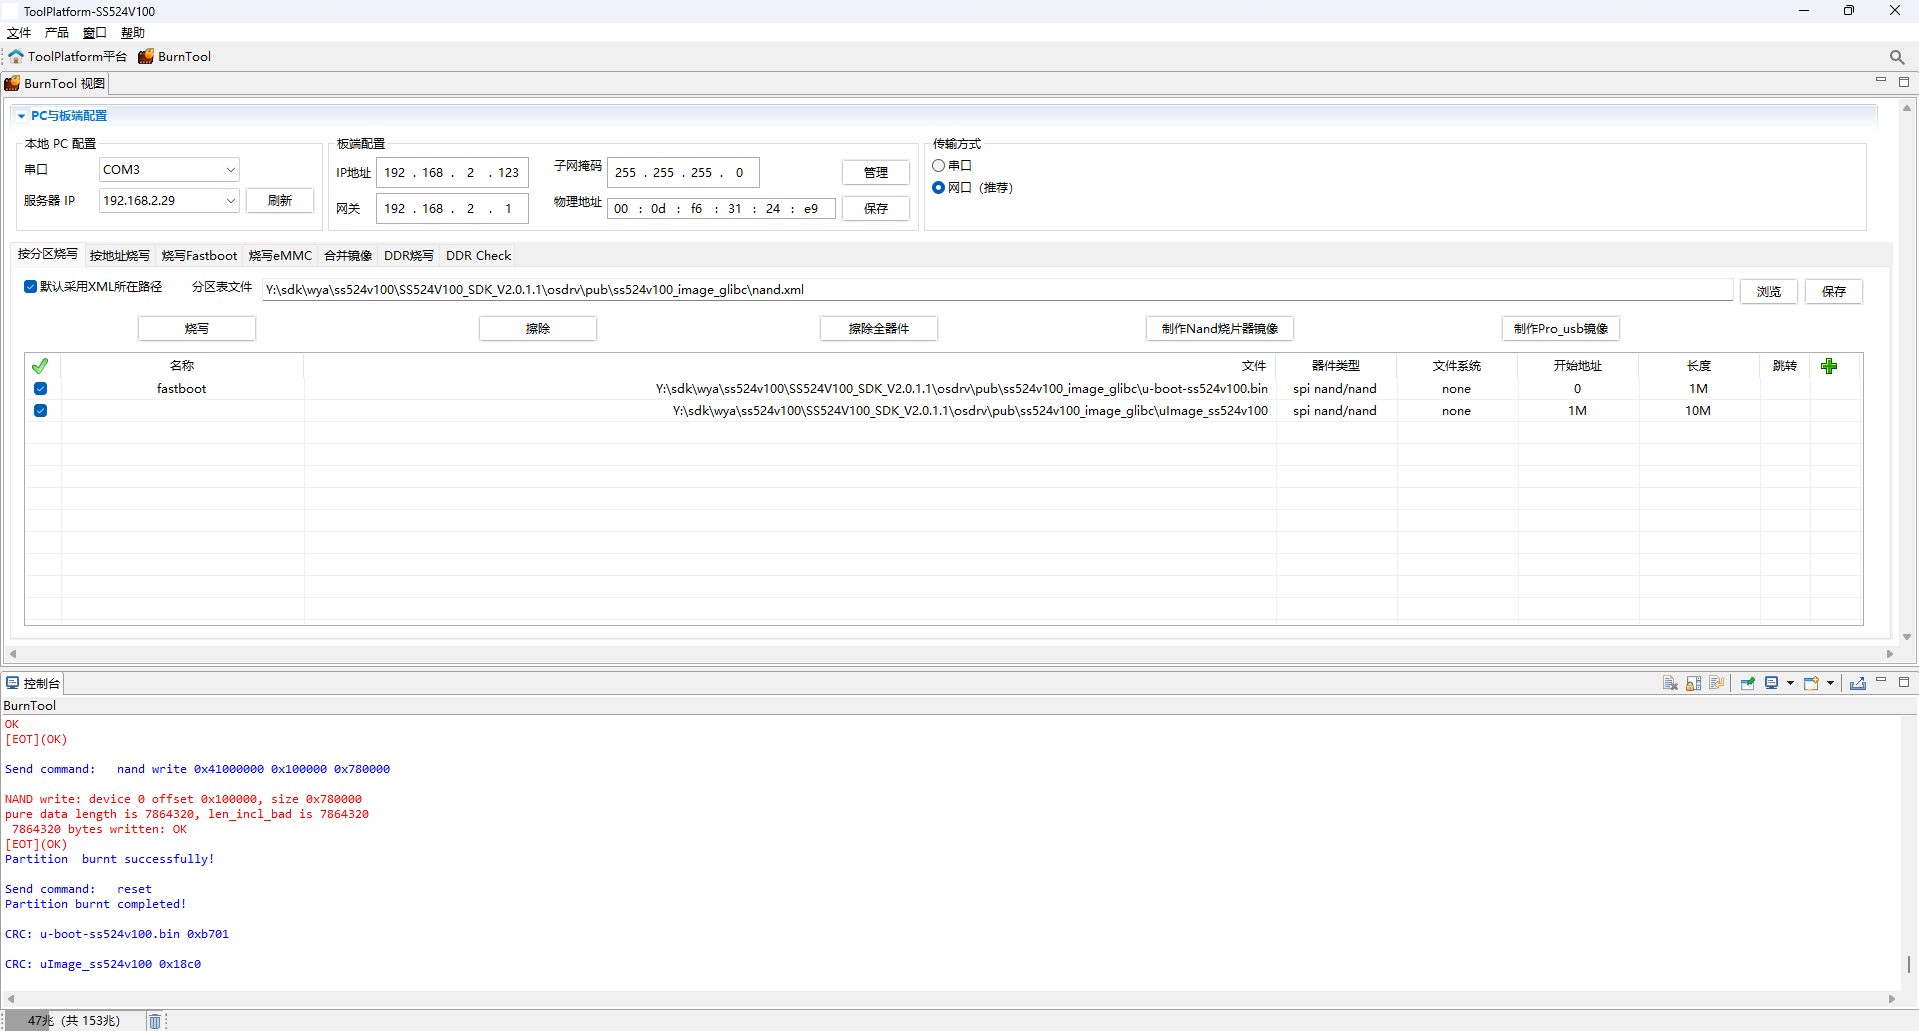 ToolPlatform-SS524V100
文件 产品 窗口 帮助
ToolPlatform平台 BurnTool
BurnTool 视图
PC与板端配置
本地 PC 配置
串口 COM3
服务器 IP 192.168.2.29 刷新
板端配置
IP地址 192 . 168 . 2 . 123 子网掩码 255 . 255 . 255 . 0 管理
网关 192 . 168 . 2 . 1 物理地址 00 : 0d : f6 : 31 : 24 : e9 保存
传输方式
串口
网口（推荐）
按分区烧写 按地址烧写 烧写Fastboot 烧写eMMC 合并镜像 DDR烧写 DDR Check
默认采用XML所在路径 分区表文件 Y:\sdk\wya\ss524v100\SS524V100_SDK_V2.0.1.1\osdrv\pub\ss524v100_image_glibc\nand.xml 浏览 保存
烧写 擦除 擦除全器件 制作Nand烧片器镜像 制作Pro_usb镜像
名称 文件 器件类型 文件系统 开始地址 长度 跳转
fastboot Y:\sdk\wya\ss524v100\SS524V100_SDK_V2.0.1.1\osdrv\pub\ss524v100_image_glibc\u-boot-ss524v100.bin spi nand/nand none 0 1M
Y:\sdk\wya\ss524v100\SS524V100_SDK_V2.0.1.1\osdrv\pub\ss524v100_image_glibc\uImage_ss524v100 spi nand/nand none 1M 10M
控制台
BurnTool
OK
[EOT](OK)
Send command:   nand write 0x41000000 0x100000 0x780000
NAND write: device 0 offset 0x100000, size 0x780000
pure data length is 7864320, len_incl_bad is 7864320
7864320 bytes written: OK
[EOT](OK)
Partition  burnt successfully!
Send command:   reset
Partition burnt completed!
CRC: u-boot-ss524v100.bin 0xb701
CRC: uImage_ss524v100 0x18c0
47兆（共 153兆）